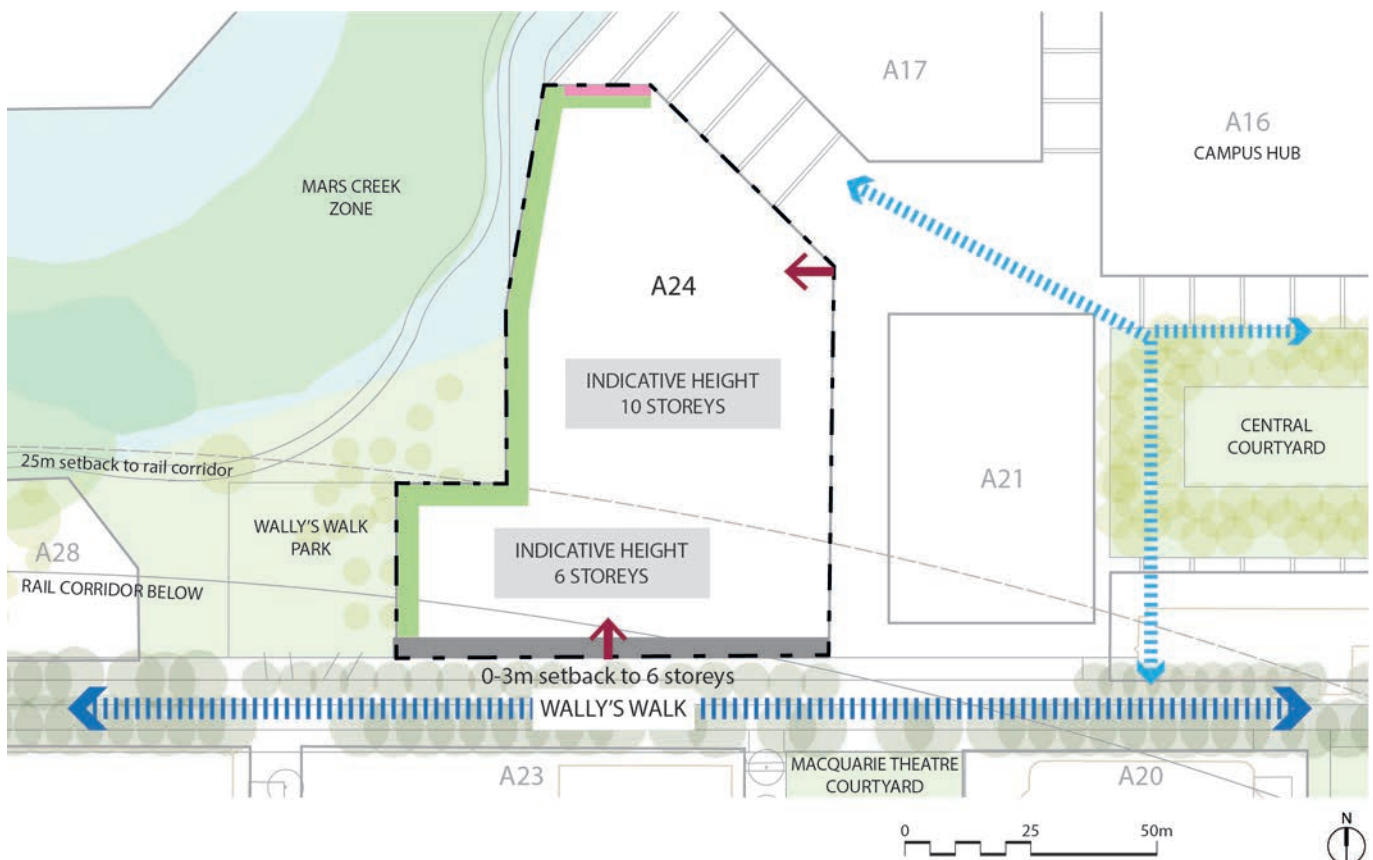 A17
A16
CAMPUS HUB
MARS CREEK
ZONE
A24
INDICATIVE HEIGHT
10 STOREYS
CENTRAL
COURTYARD
25m setback to rail corridor
A21
WALLY'S WALK
PARK
A28
INDICATIVE HEIGHT
6 STOREYS
RAIL CORRIDOR BELOW
0-3m setback to 6 storeys
WALLY'S WALK
A23
MACQUARIE THEATRE
COURTYARD
A20
0 25 50m
N